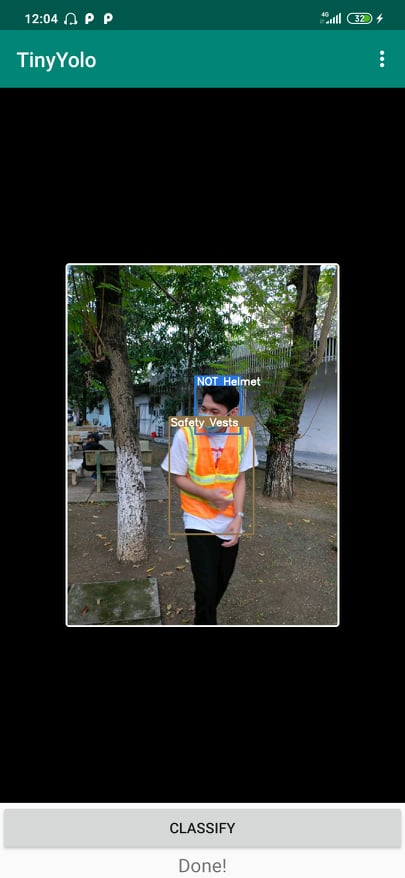 12:04
4G
32
TinyYolo
NOT Helmet
Safety Vests
CLASSIFY
Done!